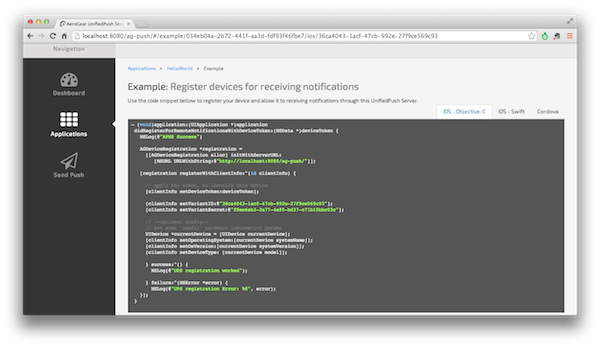 AeroGear UnifiedPush Serv
localhost:8080/ag-push/#/example/034eb04a-2b72-441f-aa3d-fdf93f46fbe7/ios/36ca4043-1acf-47cb-992e-27f9ce569c93
Navigation
Dashboard
Applications
Send Push
Applications » HelloWorld » Example
Example: Register devices for receiving notifications
Use the code snippet bellow to register your device and allow it to receiving notifications through this UnifiedPush Server.
iOS - Objective-C
iOS - Swift
Cordova
- (void)application:(UIApplication *)application
didRegisterForRemoteNotificationsWithDeviceToken:(NSData *)deviceToken {
NSLog(@"APNS Success");
AGDeviceRegistration *registration =
[[AGDeviceRegistration alloc] initWithServerURL:
[NSURL URLWithString:@"http://localhost:8080/ag-push/"]];
[registration registerWithClientInfo:^(id clientInfo) {
// apply the token, to identify this device
[clientInfo setDeviceToken:deviceToken];
[clientInfo setVariantID:@"36ca4043-1acf-47cb-992e-27f9ce569c93"];
[clientInfo setVariantSecret:
// --optional config--
// set some 'useful' hardware information params
UIDevice *currentDevice = [UIDevice currentDevice];
[clientInfo setOperatingSystem:[currentDevice systemName]];
[clientInfo setOsVersion:[currentDevice systemVersion]];
[clientInfo setDeviceType: [currentDevice model]];
} success:^() {
NSLog(@"UPS registration worked");
} failure:^(NSError *error) {
NSLog(@"UPS registration Error: %@", error);
}];
}